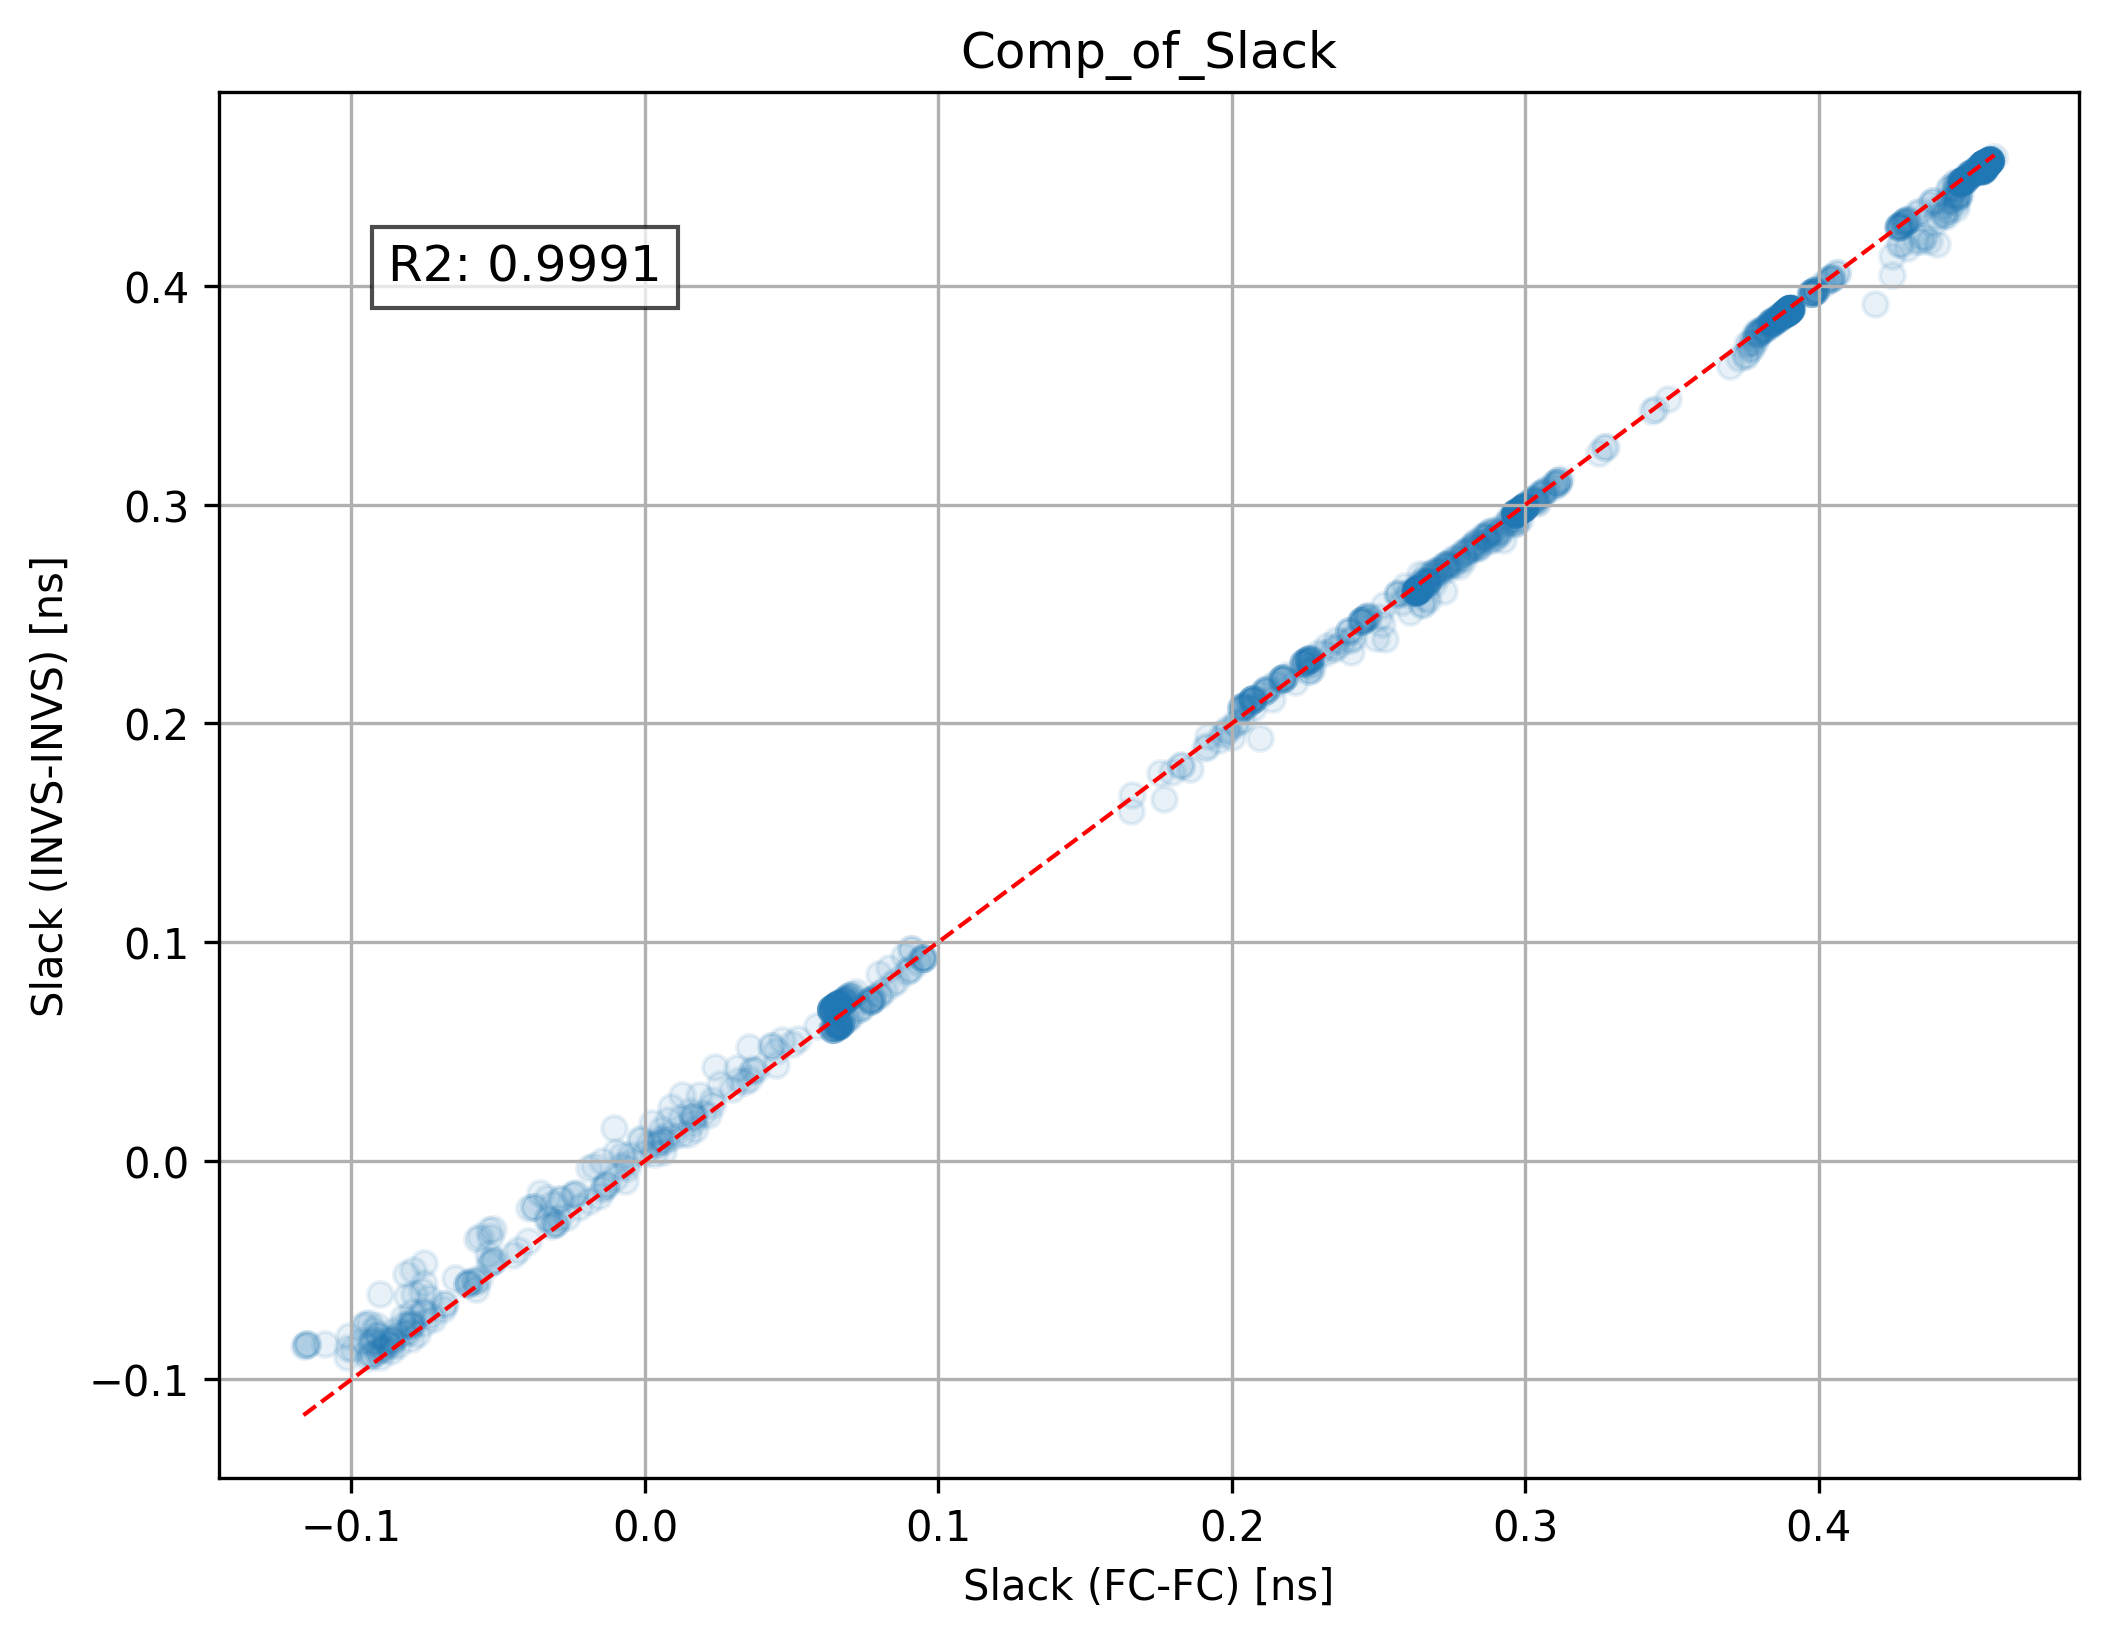 Comp_of_Slack
R2: 0.9991
Slack (INVS-INVS) [ns]
0.4
0.3
0.2
0.1
0.0
−0.1
−0.1 0.0 0.1 0.2 0.3 0.4
Slack (FC-FC) [ns]